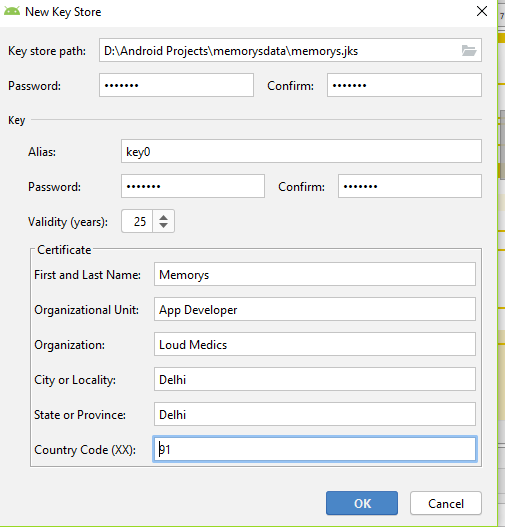 New Key Store
Key store path: D:\Android Projects\memorysdata\memorys.jks
Password: ••••••• Confirm: •••••••
Key
Alias: key0
Password: ••••••• Confirm: •••••••
Validity (years): 25
Certificate
First and Last Name: Memorys
Organizational Unit: App Developer
Organization: Loud Medics
City or Locality: Delhi
State or Province: Delhi
Country Code (XX): 91
OK Cancel